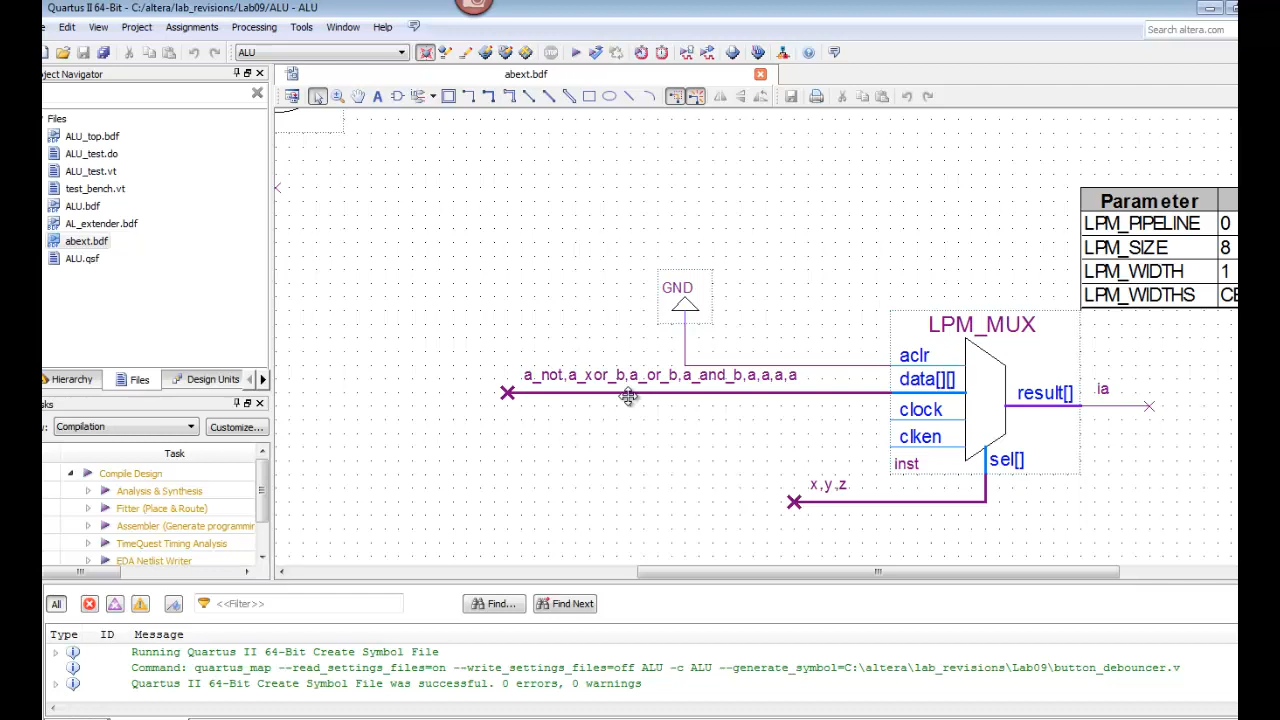 Quartus II 64-Bit - C:/altera/lab_revisions/Lab09/ALU - ALU
Edit View Project Assignments Processing Tools Window Help
Search altera.com
ALU
Project Navigator
abext.bdf
Files
ALU_top.bdf
ALU_test.do
ALU_test.vt
test_bench.vt
ALU.bdf
AL_extender.bdf
abext.bdf
ALU.qsf
Hierarchy Files Design Units
Compilation Customize...
Task
Compile Design
Analysis & Synthesis
Fitter (Place & Route)
Assembler (Generate programmin
TimeQuest Timing Analysis
EDA Netlist Writer
Parameter
LPM_PIPELINE 0
LPM_SIZE 8
LPM_WIDTH 1
LPM_WIDTHS CE
GND
LPM_MUX
aclr
a_not,a_xor_b,a_or_b,a_and_b,a,a,a,a
data[][]
result[]
ia
clock
clken
inst
sel[]
x,y,z
All <<Filter>> Find... Find Next
Type ID Message
Running Quartus II 64-Bit Create Symbol File
Command: quartus_map --read_settings_files=on --write_settings_files=off ALU -c ALU --generate_symbol=C:\altera\lab_revisions\Lab09\button_debouncer.v
Quartus II 64-Bit Create Symbol File was successful. 0 errors, 0 warnings